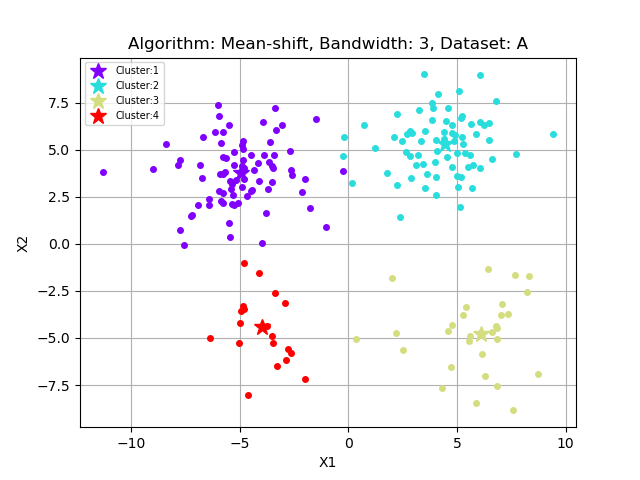 Algorithm: Mean-shift, Bandwidth: 3, Dataset: A
Cluster:1
Cluster:2
Cluster:3
Cluster:4
7.5
5.0
2.5
0.0
−2.5
−5.0
−7.5
X2
−10 −5 0 5 10
X1